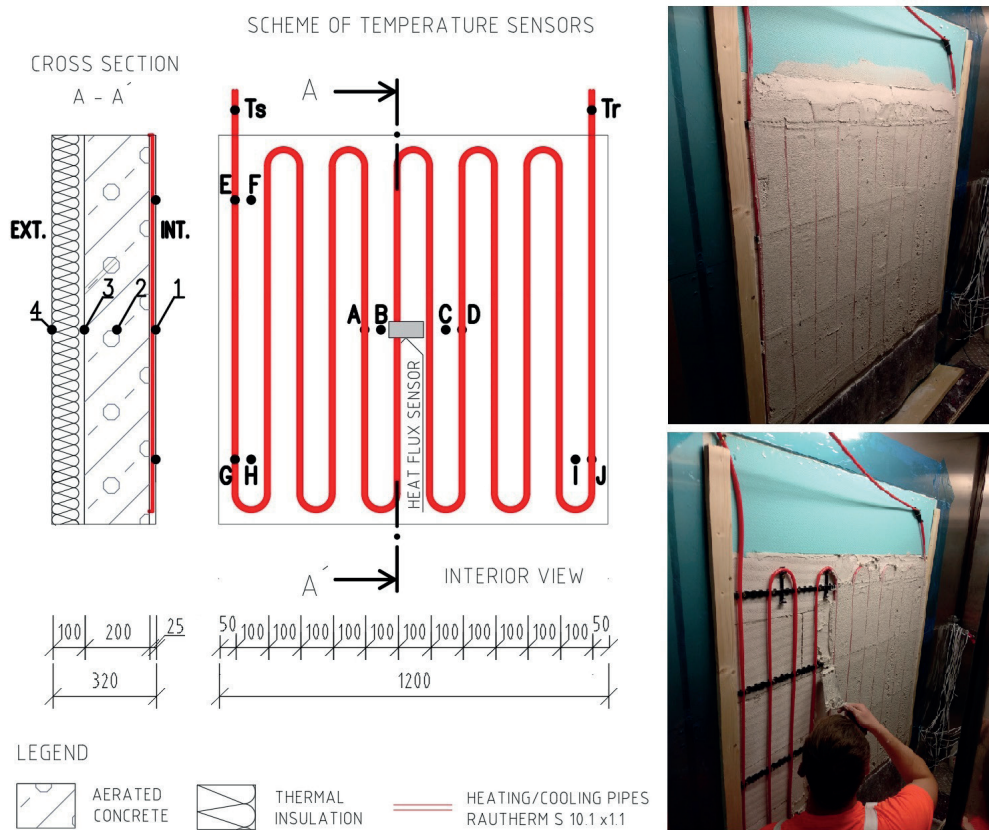 SCHEME OF TEMPERATURE SENSORS
CROSS SECTION
A - A´
A
Ts
Tr
E F
EXT.
INT.
4 3 2 1
A B C D
HEAT FLUX SENSOR
G H
I J
A´
INTERIOR VIEW
100 200 25
50 100 100 100 100 100 100 100 100 100 100 100 50
320
1200
LEGEND
AERATED
CONCRETE
THERMAL
INSULATION
HEATING/COOLING PIPES
RAUTHERM S 10.1 x1.1